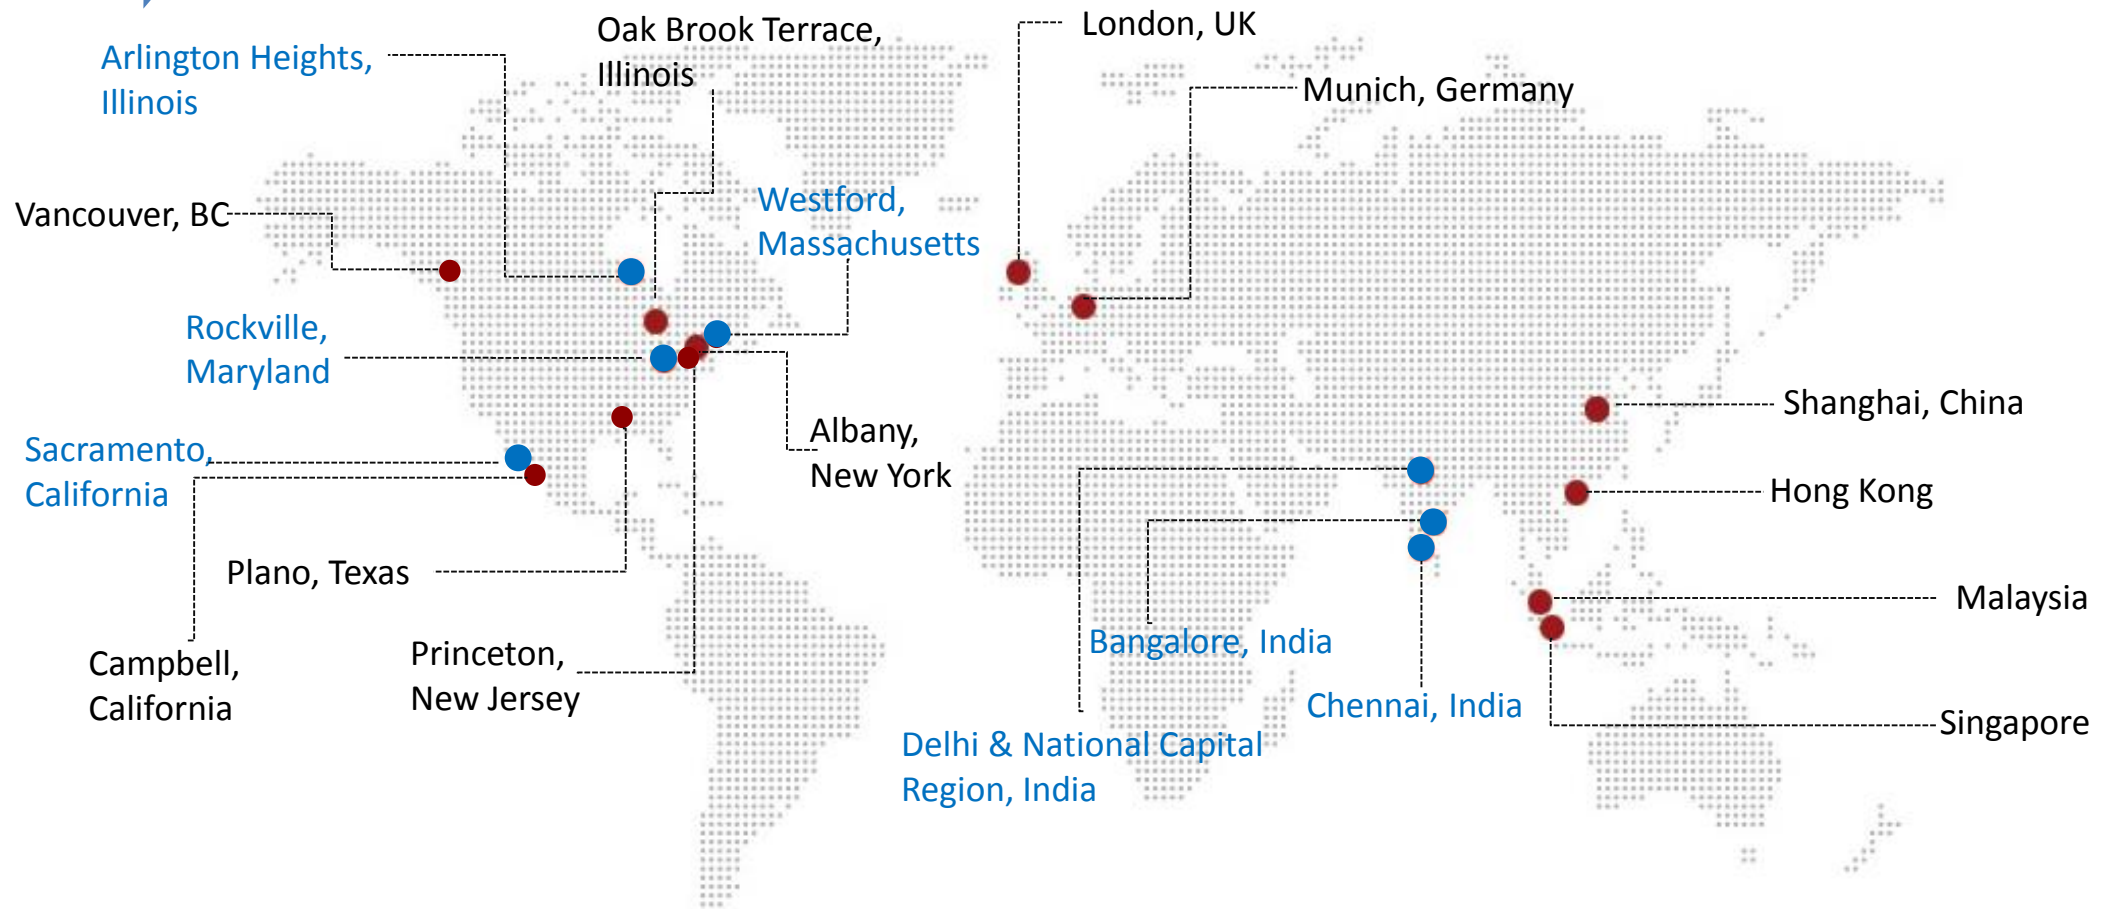 Oak Brook Terrace,
Illinois
London, UK
Arlington Heights,
Illinois
Munich, Germany
Vancouver, BC
Westford,
Massachusetts
Rockville,
Maryland
Shanghai, China
Albany,
New York
Sacramento,
California
Hong Kong
Plano, Texas
Malaysia
Bangalore, India
Campbell,
California
Princeton,
New Jersey
Chennai, India
Singapore
Delhi & National Capital
Region, India